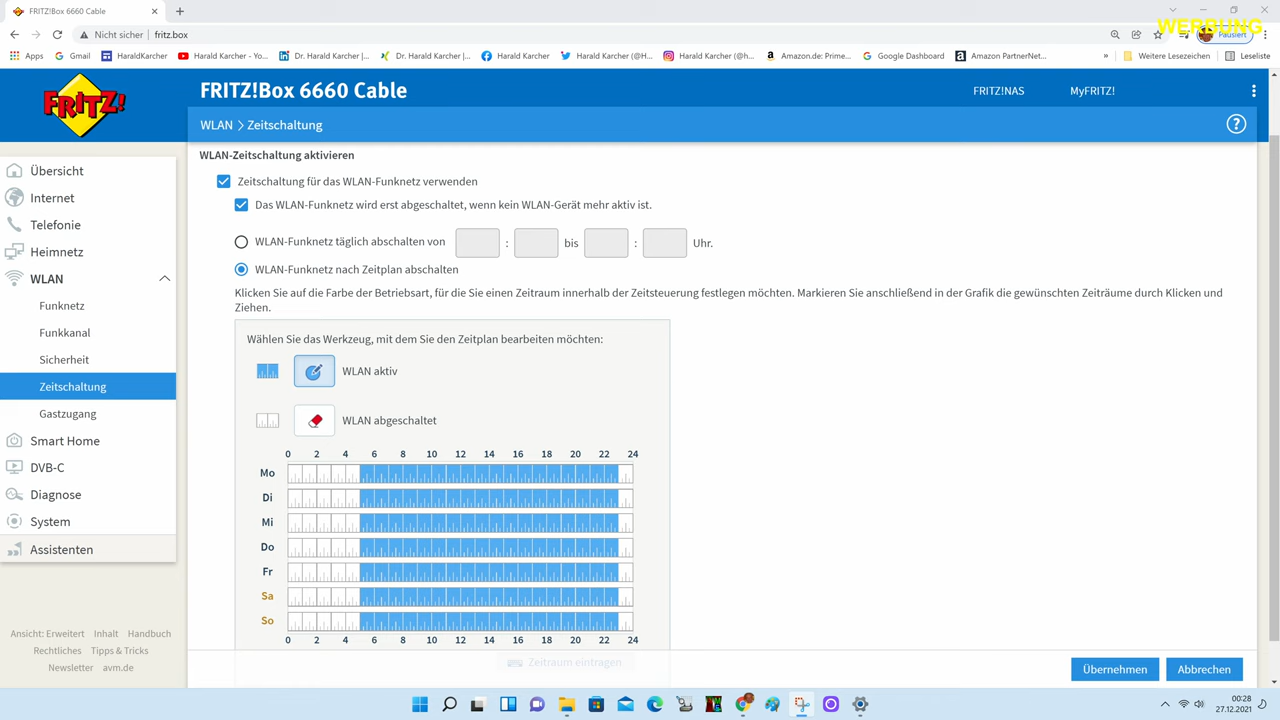 FRITZ!Box 6660 Cable
WERBUNG
Nicht sicher | fritz.box
Pausiert
Apps
Gmail
HaraldKarcher
Harald Karcher - Yo...
Dr. Harald Karcher |...
Dr. Harald Karcher |...
Harald Karcher | Fac...
Harald Karcher (@H...
Harald Karcher (@h...
Amazon.de: Prime...
Google Dashboard
Amazon PartnerNet...
»
Weitere Lesezeichen
Leseliste
FRITZ!
FRITZ!Box 6660 Cable
FRITZ!NAS
MyFRITZ!
WLAN > Zeitschaltung
?
Übersicht
Internet
Telefonie
Heimnetz
WLAN
Funknetz
Funkkanal
Sicherheit
Zeitschaltung
Gastzugang
Smart Home
DVB-C
Diagnose
System
Assistenten
Ansicht: Erweitert Inhalt Handbuch
Rechtliches Tipps & Tricks
Newsletter avm.de
WLAN-Zeitschaltung aktivieren
Zeitschaltung für das WLAN-Funknetz verwenden
Das WLAN-Funknetz wird erst abgeschaltet, wenn kein WLAN-Gerät mehr aktiv ist.
WLAN-Funknetz täglich abschalten von : bis : Uhr.
WLAN-Funknetz nach Zeitplan abschalten
Klicken Sie auf die Farbe der Betriebsart, für die Sie einen Zeitraum innerhalb der Zeitsteuerung festlegen möchten. Markieren Sie anschließend in der Grafik die gewünschten Zeiträume durch Klicken und
Ziehen.
Wählen Sie das Werkzeug, mit dem Sie den Zeitplan bearbeiten möchten:
WLAN aktiv
WLAN abgeschaltet
0 2 4 6 8 10 12 14 16 18 20 22 24
Mo
Di
Mi
Do
Fr
Sa
So
0 2 4 6 8 10 12 14 16 18 20 22 24
Zeitraum eintragen
Übernehmen
Abbrechen
00:28
27.12.2021